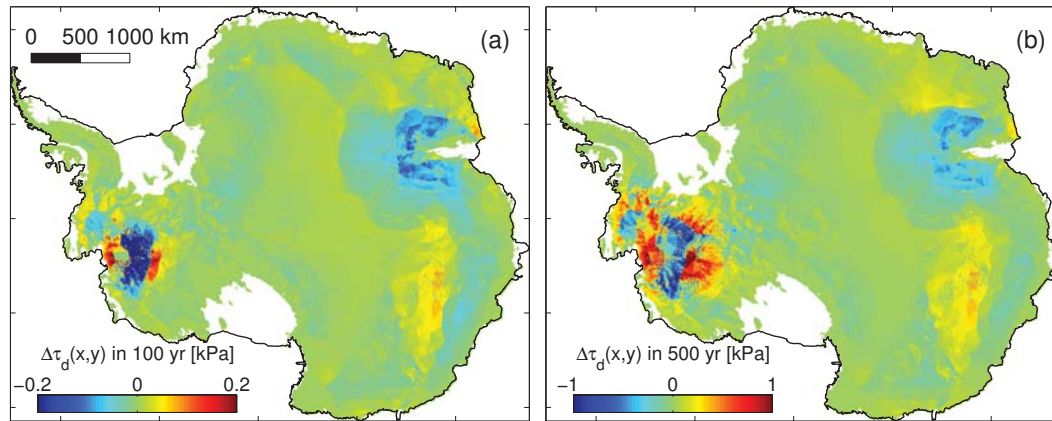 0 500 1000 km
(a)
Δτd(x,y) in 100 yr [kPa]
−0.2 0 0.2
(b)
Δτd(x,y) in 500 yr [kPa]
−1 0 1